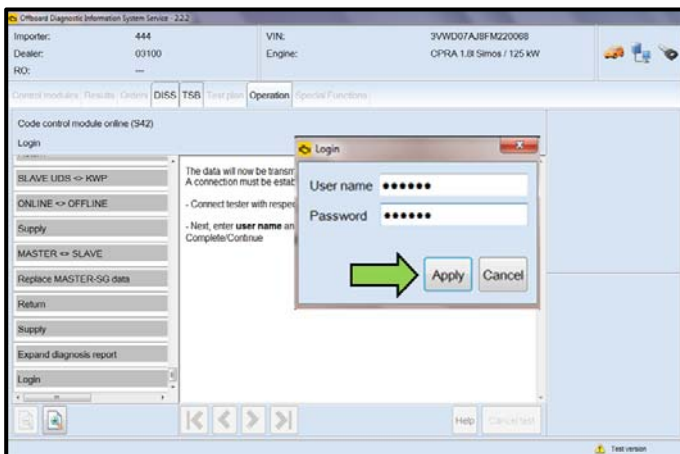 Offboard Diagnostic Information System Service - 2.2.2
Importer: 444 VIN: 3VWD07AJ8FM220068
Dealer: 03100 Engine: CPRA 1.8l Simos / 125 kW
RO: ---
Control modules Results Orders DISS TSB Test plan Operation Special Functions
Code control module online (S42)
Login
SLAVE UDS <> KWP
ONLINE <> OFFLINE
Supply
MASTER <> SLAVE
Replace MASTER-SG data
Return
Supply
Expand diagnosis report
Login
The data will now be transm
A connection must be estab
- Connect tester with respec
- Next, enter user name an
Complete/Continue
Login
User name ●●●●●●
Password ●●●●●●
Apply Cancel
Help Cancel test
Test version